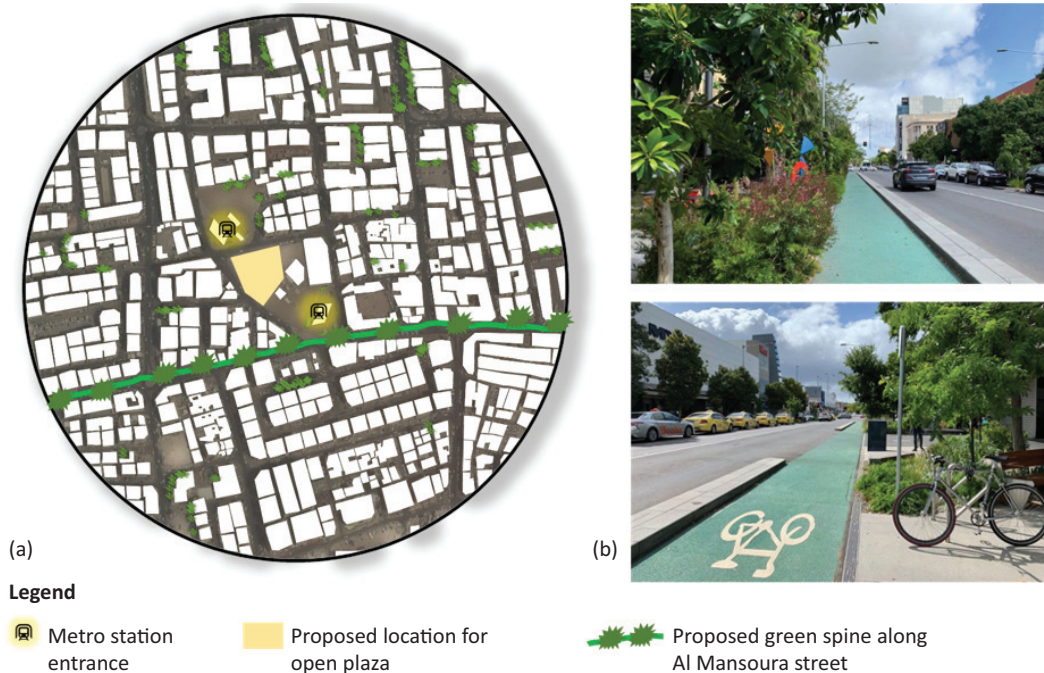 (a)
(b)
Legend
Metro station
entrance
Proposed location for
open plaza
Proposed green spine along
Al Mansoura street